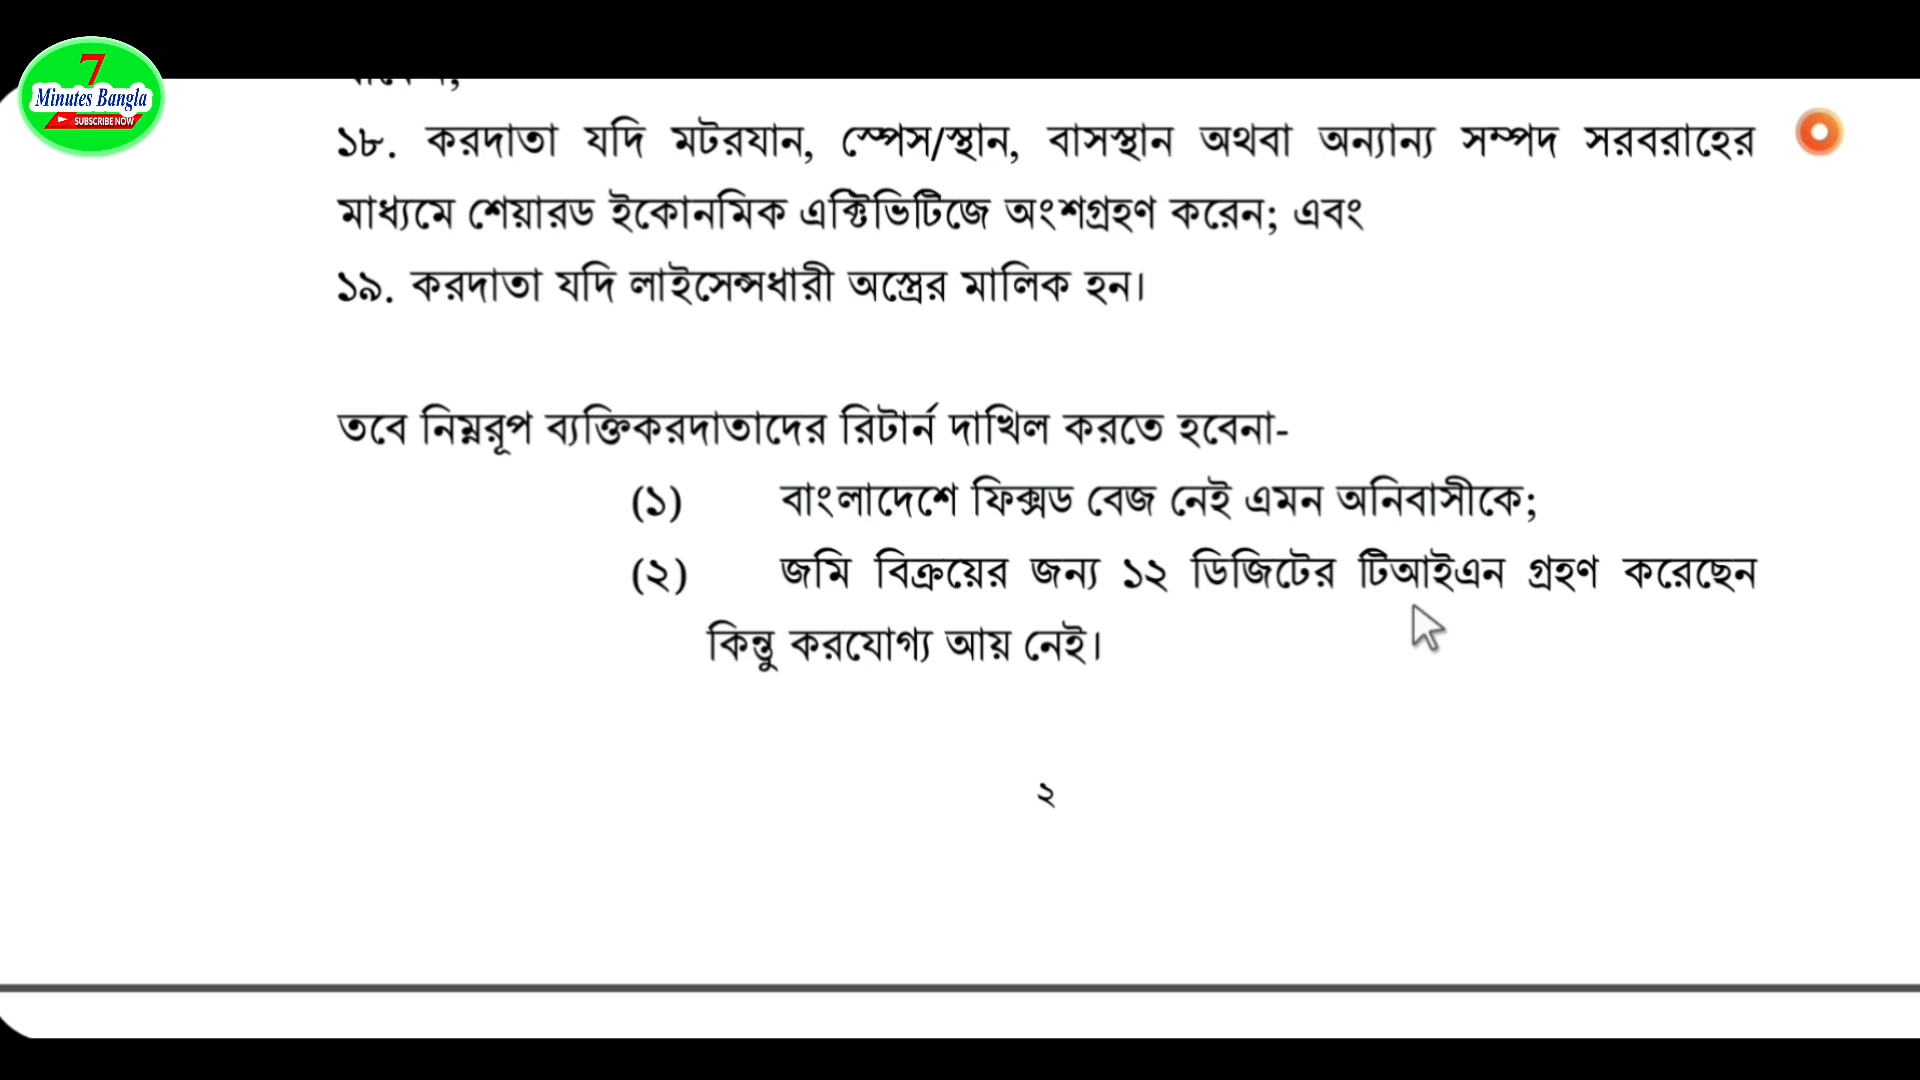 7
Minutes Bangla
SUBSCRIBE NOW
১৮. করদাতা যদি মটরযান, স্পেস/স্থান, বাসস্থান অথবা অন্যান্য সম্পদ সরবরাহের
মাধ্যমে শেয়ারড ইকোনমিক এক্টিভিটিজে অংশগ্রহণ করেন; এবং
১৯. করদাতা যদি লাইসেন্সধারী অস্ত্রের মালিক হন।
তবে নিম্নরূপ ব্যক্তিকরদাতাদের রিটার্ন দাখিল করতে হবেনা-
(১) বাংলাদেশে ফিক্সড বেজ নেই এমন অনিবাসীকে;
(২) জমি বিক্রয়ের জন্য ১২ ডিজিটের টিআইএন গ্রহণ করেছেন
কিন্তু করযোগ্য আয় নেই।
২